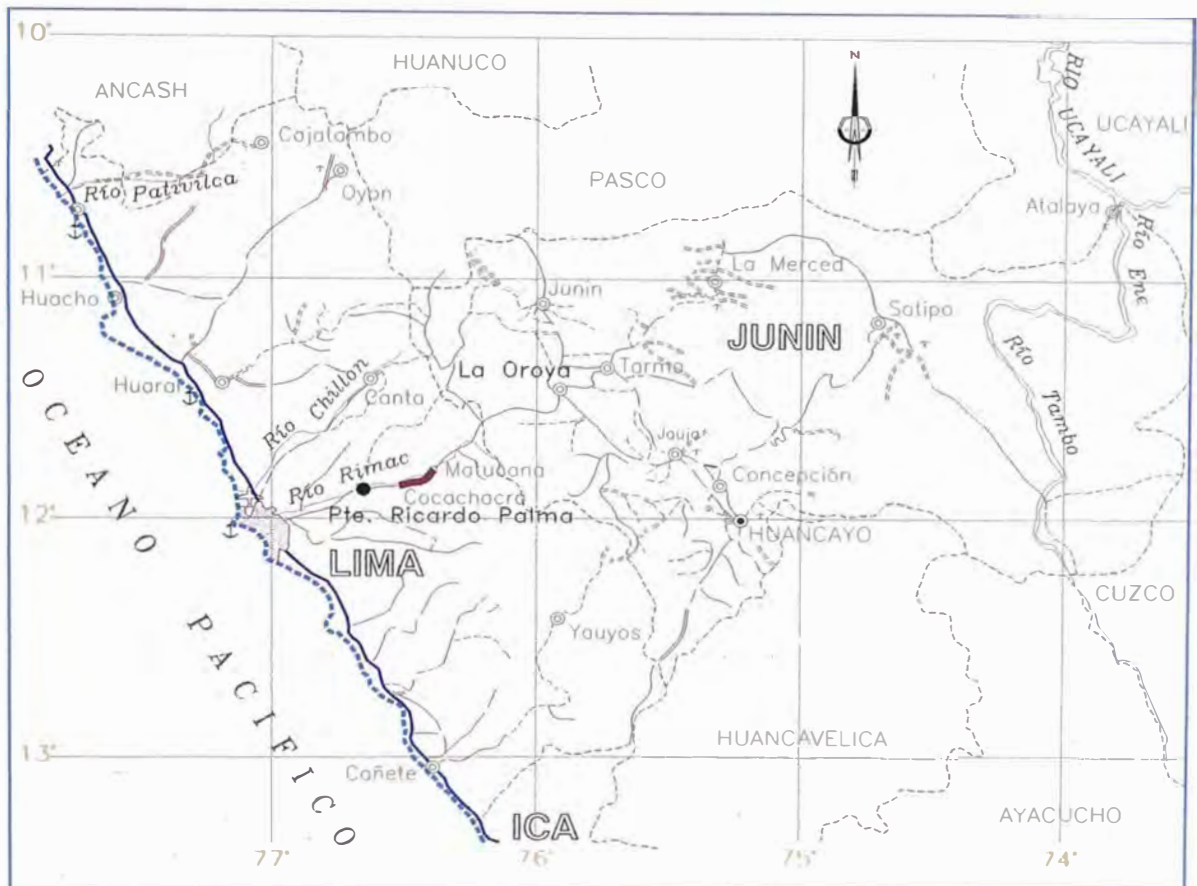 10°
HUANUCO
ANCASH
N
RÍO UCAYALI
UCAYALI
Cajatambo
Oyon
PASCO
Río Pativilca
Atalaya
Río Ene
11°
Huacho
Junin
La Merced
Satipo
JUNIN
La Oroya
Tarma
Huaral
Río Chillon
Canta
Río Tambo
Jauja
Río Rimac
Matucana
Concepción
Cocachacra
12°
Pte. Ricardo Palma
HUANCAYO
LIMA
CUZCO
OCEANO PACIFICO
Yauyos
HUANCAVELICA
13°
Cañete
ICA
AYACUCHO
77°
76°
75°
74°